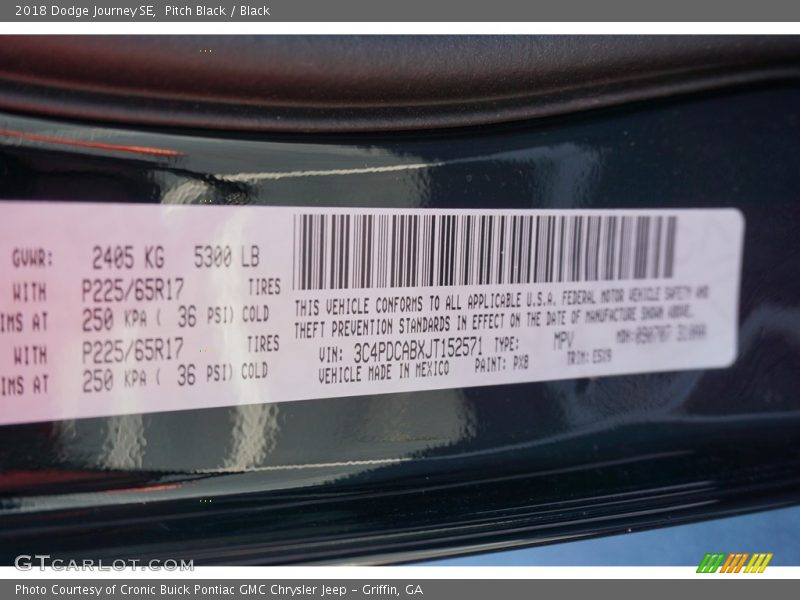 2018 Dodge Journey SE, Pitch Black / Black
GVWR: 2405 KG 5300 LB
WITH P225/65R17 TIRES
IMS AT 250 KPA ( 36 PSI) COLD
WITH P225/65R17 TIRES
IMS AT 250 KPA ( 36 PSI) COLD
THIS VEHICLE CONFORMS TO ALL APPLICABLE U.S.A. FEDERAL MOTOR VEHICLE SAFETY AND
THEFT PREVENTION STANDARDS IN EFFECT ON THE DATE OF MANUFACTURE SHOWN ABOVE.
VIN: 3C4PDCABXJT152571 TYPE: MPV
VEHICLE MADE IN MEXICO PAINT: PX8 TRIM:
GTCARLOT.COM
Photo Courtesy of Cronic Buick Pontiac GMC Chrysler Jeep - Griffin, GA